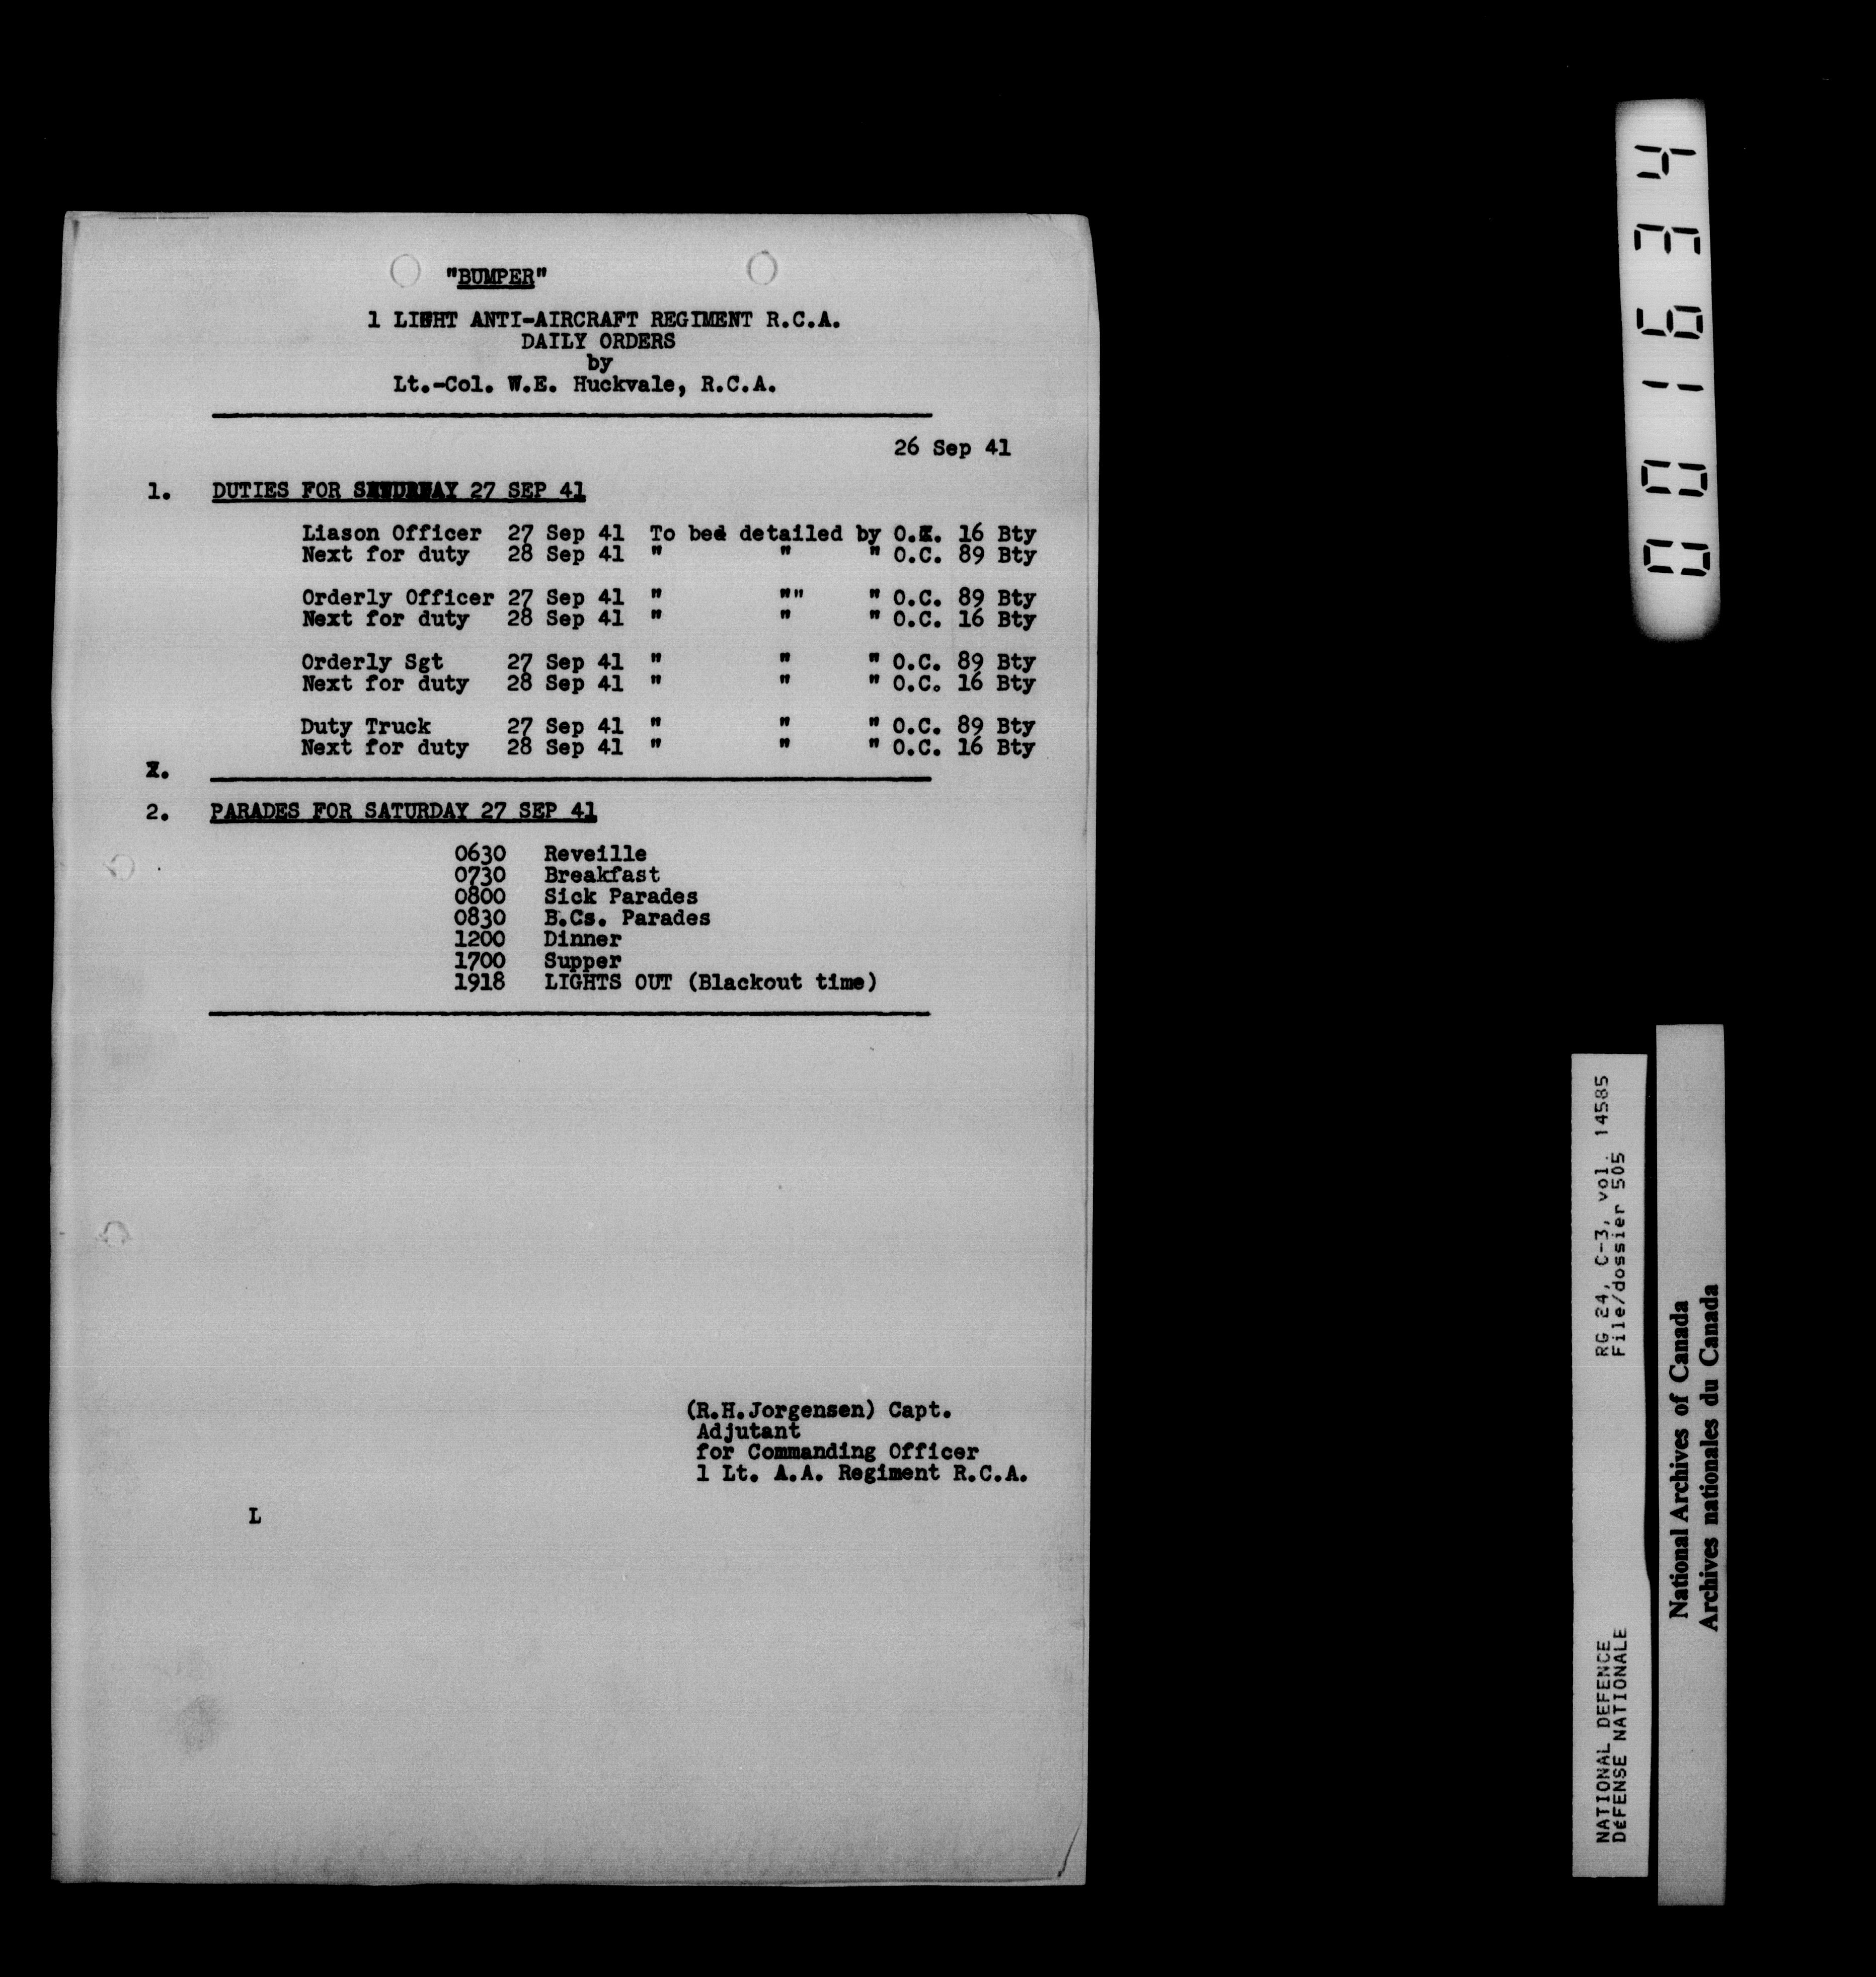 "BUMPER"
1 LIGHT ANTI-AIRCRAFT REGIMENT R.C.A.
DAILY ORDERS
by
Lt.-Col. W.E. Huckvale, R.C.A.
26 Sep 41
1. DUTIES FOR SATURDAY 27 SEP 41
Liason Officer 27 Sep 41 To be detailed by O.C. 16 Bty
Next for duty 28 Sep 41 " " " O.C. 89 Bty
Orderly Officer 27 Sep 41 " "" " O.C. 89 Bty
Next for duty 28 Sep 41 " " " O.C. 16 Bty
Orderly Sgt 27 Sep 41 " " " O.C. 89 Bty
Next for duty 28 Sep 41 " " " O.C. 16 Bty
Duty Truck 27 Sep 41 " " " O.C. 89 Bty
Next for duty 28 Sep 41 " " " O.C. 16 Bty
2. PARADES FOR SATURDAY 27 SEP 41
0630 Reveille
0730 Breakfast
0800 Sick Parades
0830 B.Cs. Parades
1200 Dinner
1700 Supper
1918 LIGHTS OUT (Blackout time)
(R.H.Jorgensen) Capt.
Adjutant
for Commanding Officer
1 Lt. A.A. Regiment R.C.A.
L
001634
NATIONAL DEFENCE RG 24, C-3, vol. 14585
DéFENSE NATIONALE File/dossier 505
National Archives of Canada
Archives nationales du Canada